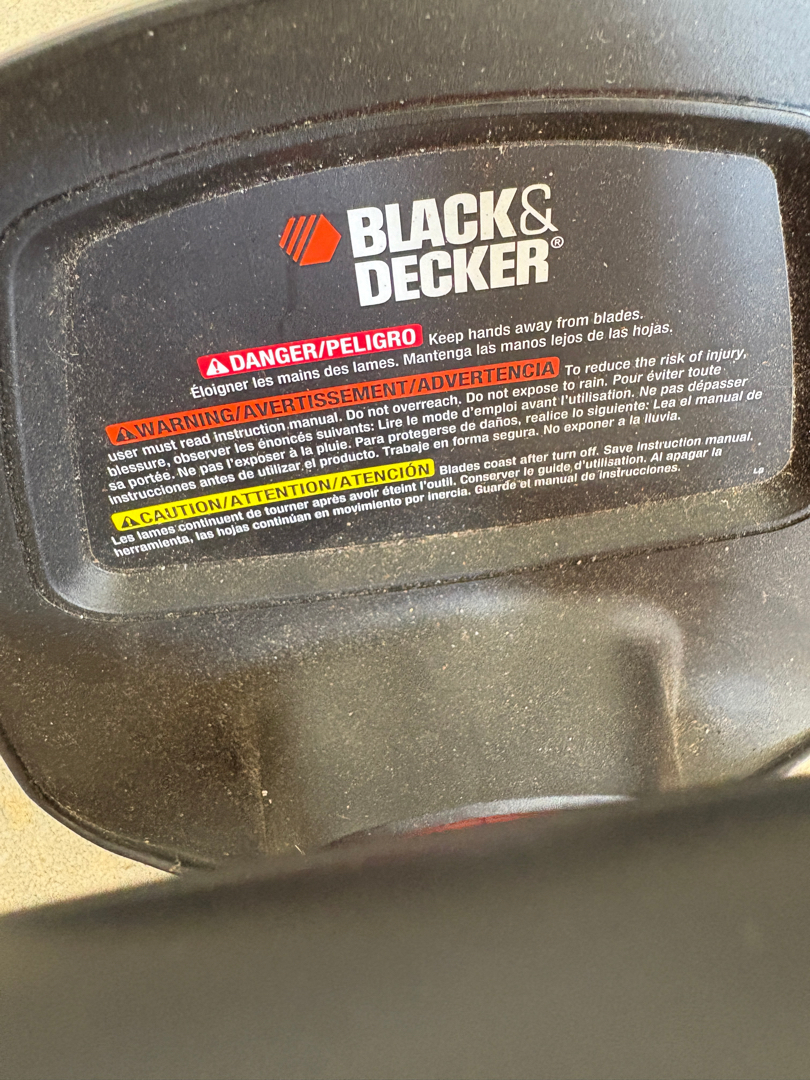 BLACK&
DECKER®
DANGER/PELIGRO Keep hands away from blades.
Éloigner les mains des lames. Mantenga las manos lejos de las hojas.
WARNING/AVERTISSEMENT/ADVERTENCIA To reduce the risk of injury,
user must read instruction manual. Do not overreach. Do not expose to rain. Pour éviter toute
blessure, observer les énoncés suivants: Lire le mode d'emploi avant l'utilisation. Ne pas dépasser
sa portée. Ne pas l'exposer à la pluie. Para protegerse de daños, realice lo siguiente: Lea el manual de
instrucciones antes de utilizar el producto. Trabaje en forma segura. No exponer a la lluvia.
CAUTION/ATTENTION/ATENCIÓN Blades coast after turn off. Save instruction manual.
Les lames continuent de tourner après avoir éteint l'outil. Conserver le guide d'utilisation. Al apagar la
herramienta, las hojas continúan en movimiento por inercia. Guarde el manual de instrucciones.